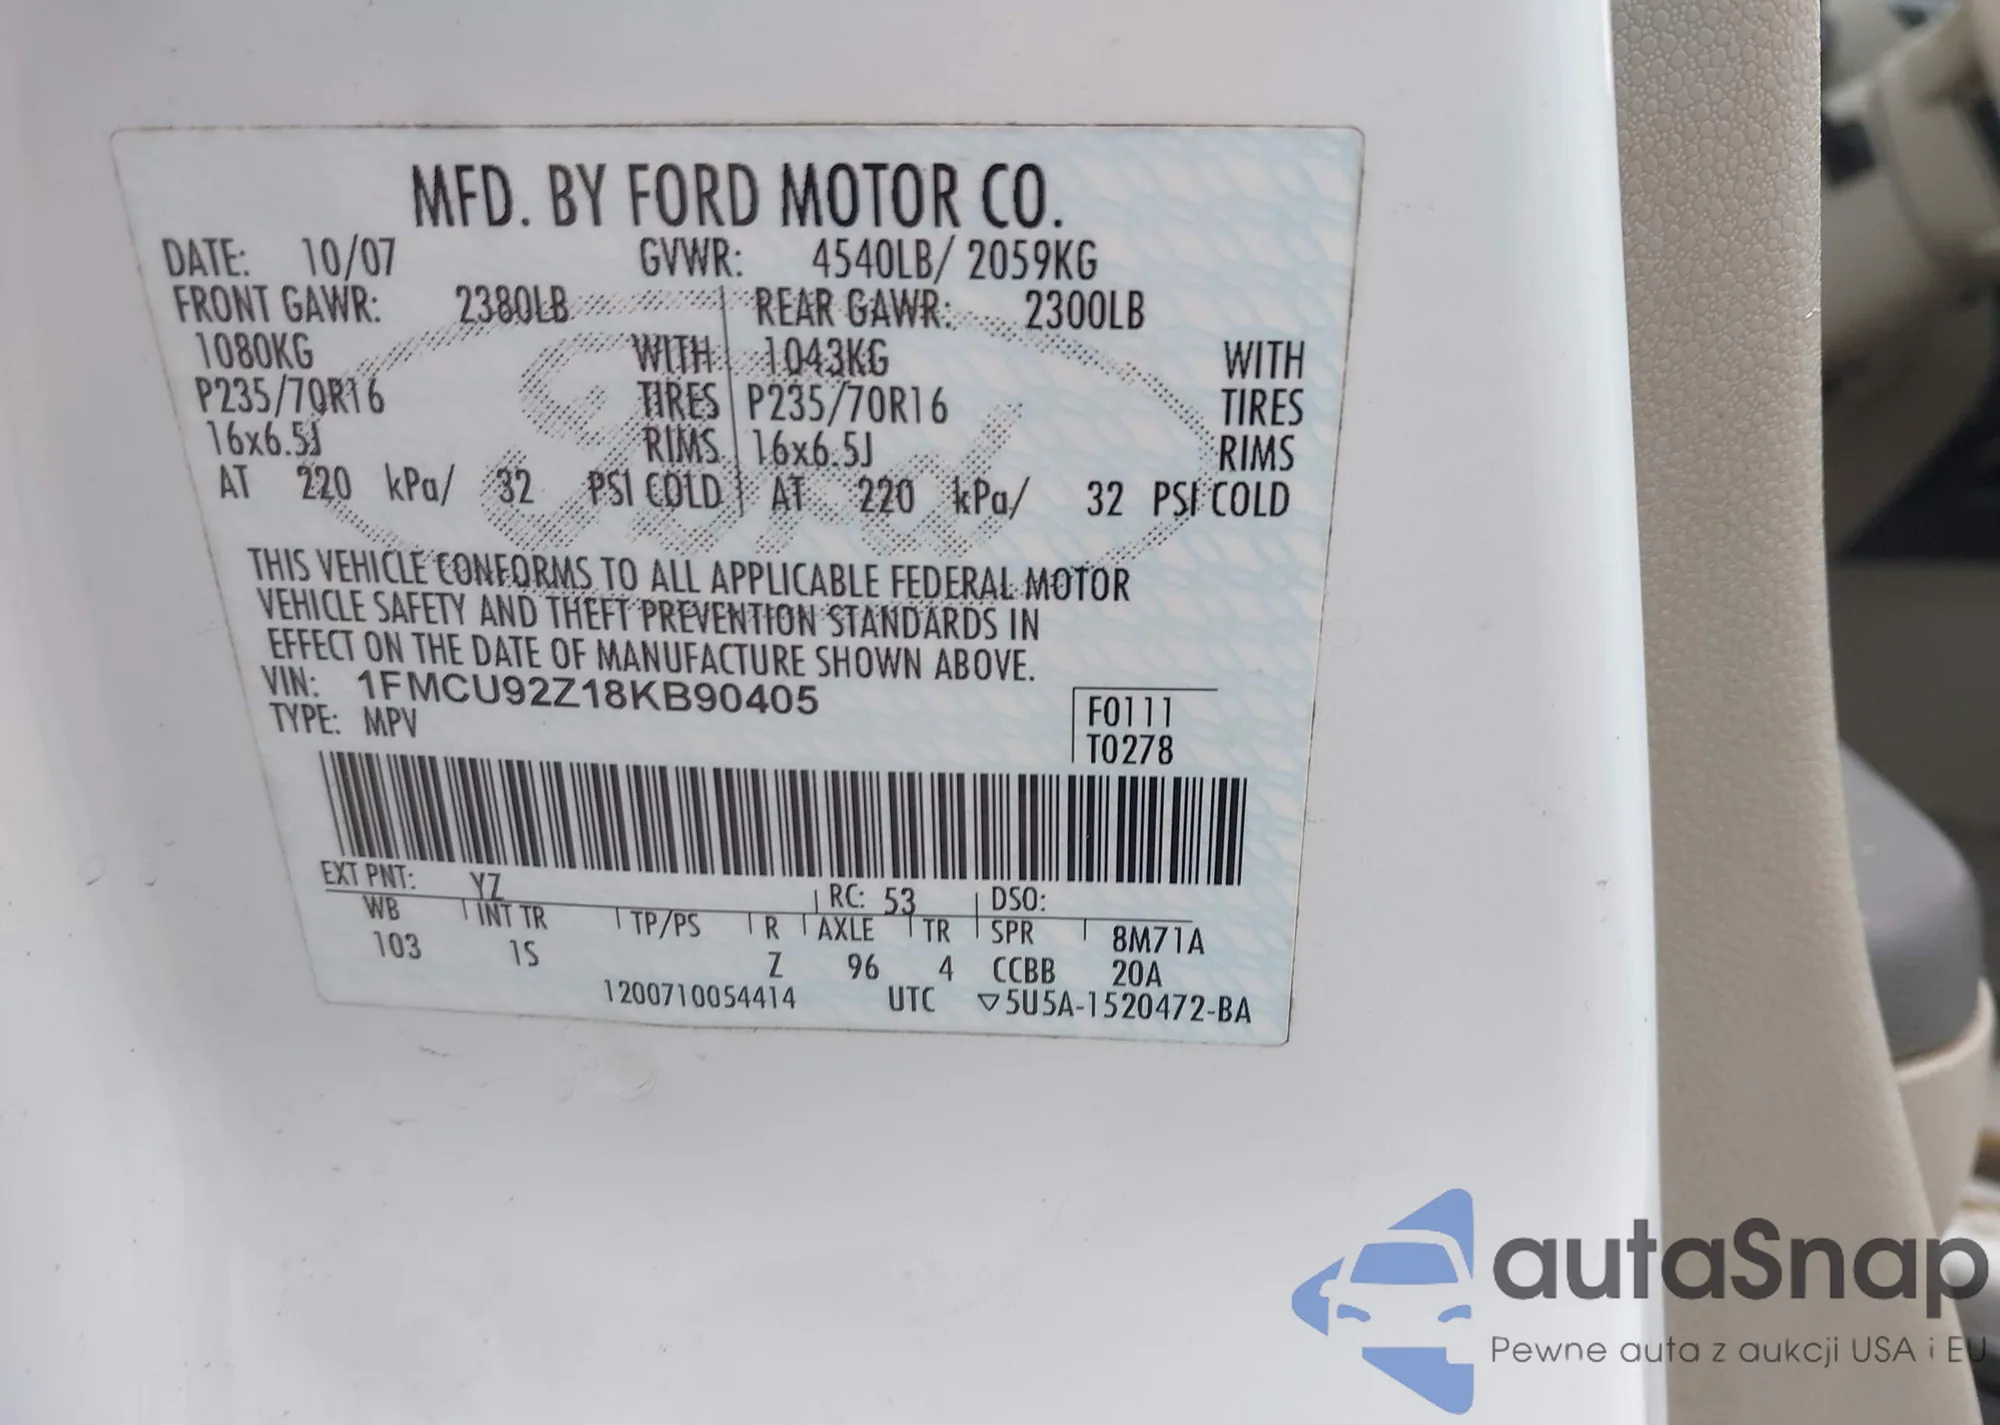 MFD. BY FORD MOTOR CO.
DATE: 10/07 GVWR: 4540LB/ 2059KG
FRONT GAWR: 2380LB REAR GAWR: 2300LB
1080KG WITH 1043KG WITH
P235/70R16 TIRES P235/70R16 TIRES
16x6.5J RIMS 16x6.5J RIMS
AT 220 kPa/ 32 PSI COLD AT 220 kPa/ 32 PSI COLD
THIS VEHICLE CONFORMS TO ALL APPLICABLE FEDERAL MOTOR
VEHICLE SAFETY AND THEFT PREVENTION STANDARDS IN
EFFECT ON THE DATE OF MANUFACTURE SHOWN ABOVE.
VIN: 1FMCU92Z18KB90405
TYPE: MPV
F0111
T0278
EXT PNT: YZ RC: 53 DSO:
WB INT TR TP/PS R AXLE TR SPR 8M71A
103 1S Z 96 4 CCBB 20A
1200710054414 UTC ▽5U5A-1520472-BA
autaSnap
Pewne auta z aukcji USA i EU